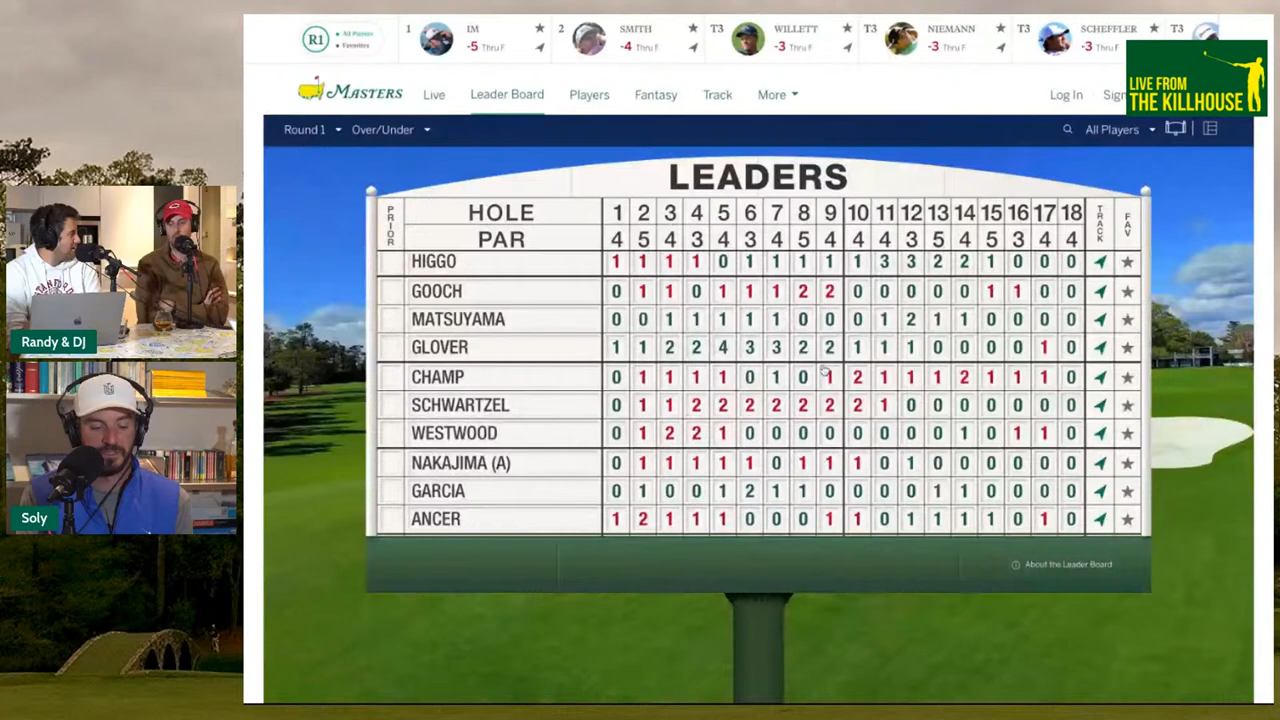 R1
All Players
Favorites
1 IM -5 Thru F
2 SMITH -4 Thru F
T3 WILLETT -3 Thru F
T3 NIEMANN -3 Thru F
T3 SCHEFFLER -3 Thru F
T3
LIVE FROM
THE KILLHOUSE
MASTERS
Live Leader Board Players Fantasy Track More Log In
Round 1 Over/Under All Players
LEADERS
PRIOR HOLE 1 2 3 4 5 6 7 8 9 10 11 12 13 14 15 16 17 18 TRACK FAV
PAR 4 5 4 3 4 3 4 5 4 4 4 3 5 4 5 3 4 4
HIGGO 1 1 1 1 0 1 1 1 1 1 3 3 2 2 1 0 0 0
GOOCH 0 1 1 0 1 1 1 2 2 0 0 0 0 0 1 1 0 0
MATSUYAMA 0 0 1 1 1 1 1 0 0 0 1 2 1 1 0 0 0 0
GLOVER 1 1 2 2 4 3 3 2 2 1 1 1 0 0 0 0 1 0
CHAMP 0 1 1 1 1 0 1 0 1 2 1 1 1 2 1 1 1 0
SCHWARTZEL 0 1 1 2 2 2 2 2 2 2 1 0 0 0 0 0 0 0
WESTWOOD 0 1 2 2 1 0 0 0 0 0 0 0 0 1 0 1 1 0
NAKAJIMA (A) 0 1 1 1 1 1 0 1 1 1 0 1 0 0 0 0 0 0
GARCIA 0 1 0 0 1 2 1 1 0 0 0 0 1 1 0 0 0 0
ANCER 1 2 1 1 1 0 0 0 1 1 0 1 1 1 1 0 1 0
About the Leader Board
Randy & DJ
Soly